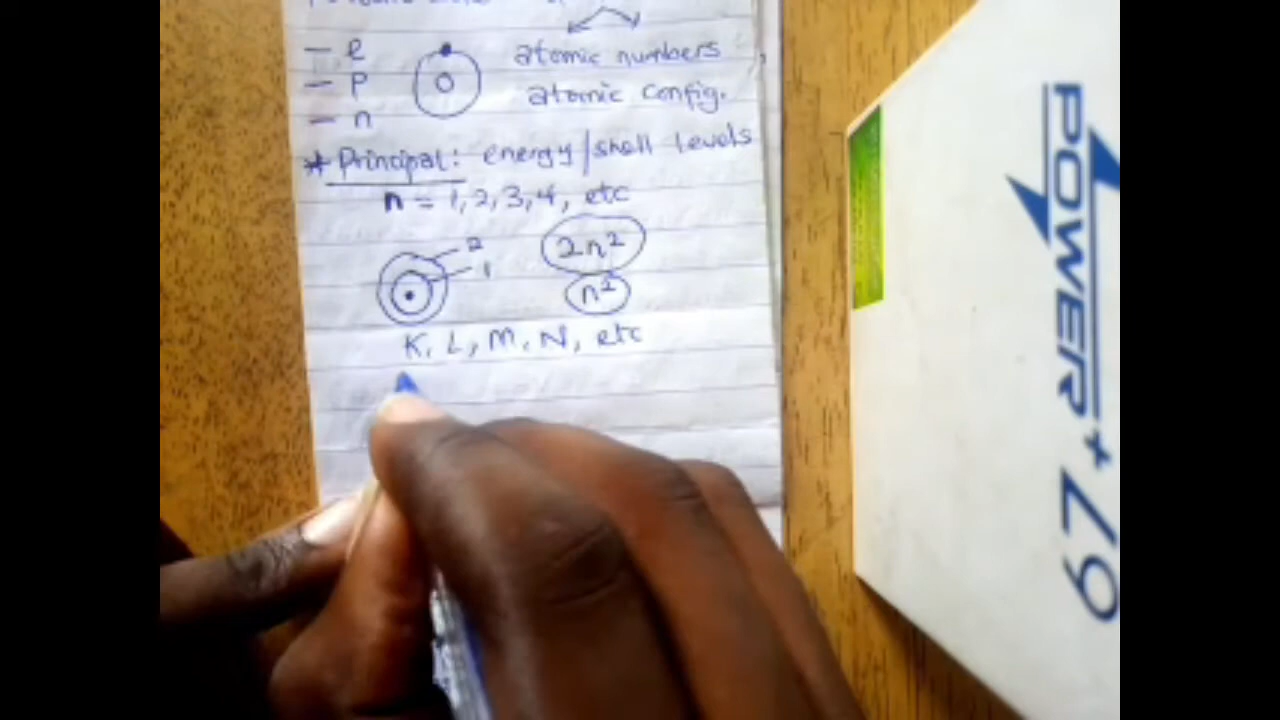 - e
- p
- n
atomic numbers
atomic config.
* Principal: energy/shell levels
n = 1,2,3,4, etc
2
1
2n²
n²
K, L, M, N, etc
POWER+ L9